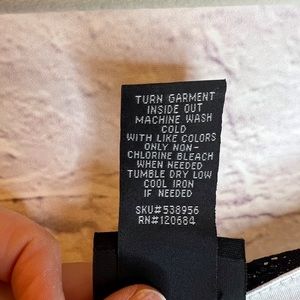 TURN GARMENT
INSIDE OUT
MACHINE WASH
COLD
WITH LIKE COLORS
ONLY NON-
CHLORINE BLEACH
WHEN NEEDED
TUMBLE DRY LOW
COOL IRON
IF NEEDED
SKU#538956
RN#120684